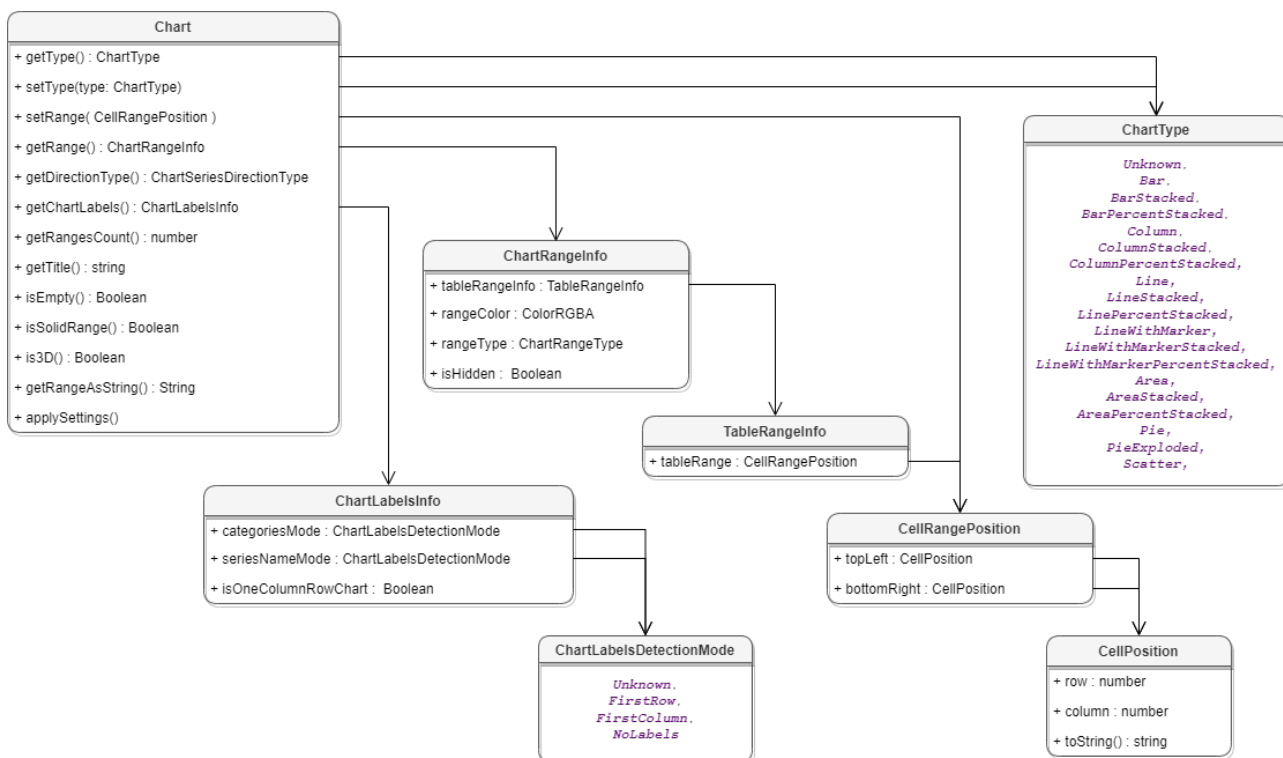 Chart
+ getType() : ChartType
+ setType(type: ChartType)
+ setRange( CellRangePosition )
+ getRange() : ChartRangeInfo
+ getDirectionType() : ChartSeriesDirectionType
+ getChartLabels() : ChartLabelsInfo
+ getRangesCount() : number
+ getTitle() : string
+ isEmpty() : Boolean
+ isSolidRange() : Boolean
+ is3D() : Boolean
+ getRangeAsString() : String
+ applySettings()
ChartType
Unknown,
Bar,
BarStacked,
BarPercentStacked,
Column,
ColumnStacked,
ColumnPercentStacked,
Line,
LineStacked,
LinePercentStacked,
LineWithMarker,
LineWithMarkerStacked,
LineWithMarkerPercentStacked,
Area,
AreaStacked,
AreaPercentStacked,
Pie,
PieExploded,
Scatter,
ChartRangeInfo
+ tableRangeInfo : TableRangeInfo
+ rangeColor : ColorRGBA
+ rangeType : ChartRangeType
+ isHidden : Boolean
TableRangeInfo
+ tableRange : CellRangePosition
ChartLabelsInfo
+ categoriesMode : ChartLabelsDetectionMode
+ seriesNameMode : ChartLabelsDetectionMode
+ isOneColumnRowChart : Boolean
CellRangePosition
+ topLeft : CellPosition
+ bottomRight : CellPosition
ChartLabelsDetectionMode
Unknown,
FirstRow,
FirstColumn,
NoLabels
CellPosition
+ row : number
+ column : number
+ toString() : string